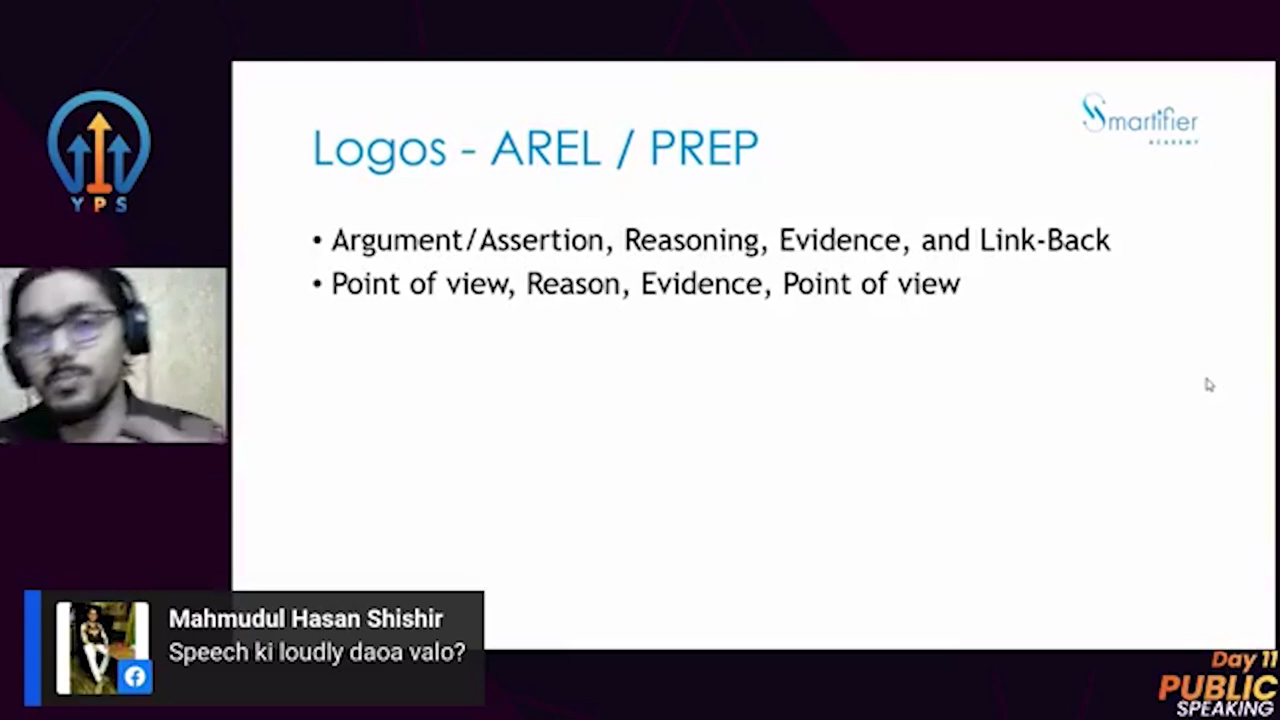 YPS
Smartifier
ACADEMY
Logos - AREL / PREP
• Argument/Assertion, Reasoning, Evidence, and Link-Back
• Point of view, Reason, Evidence, Point of view
Mahmudul Hasan Shishir
Speech ki loudly daoa valo?
Day 11
PUBLIC
SPEAKING